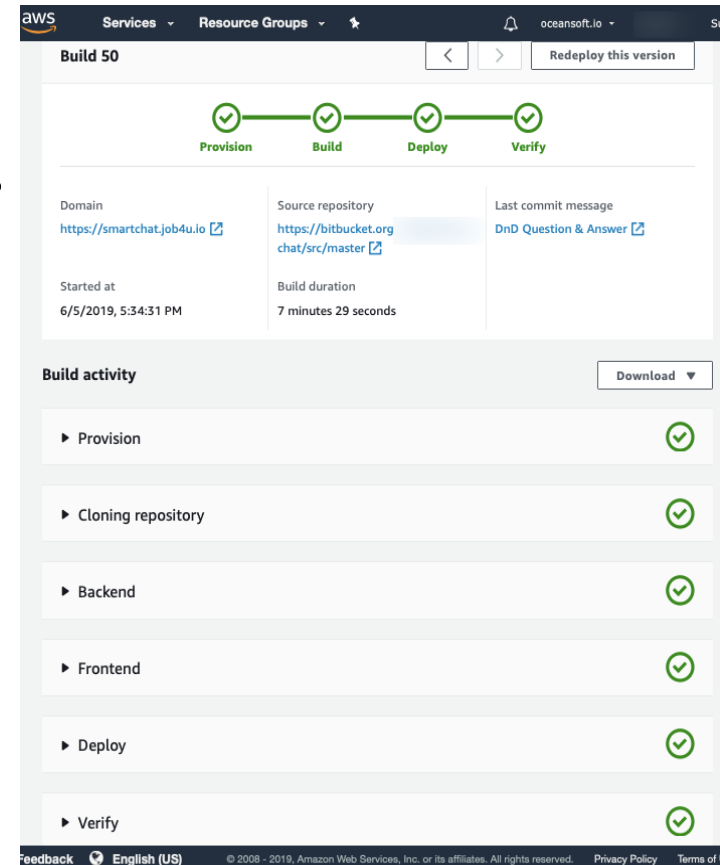 aws Services Resource Groups oceansoft.io
Build 50 Redeploy this version
Provision Build Deploy Verify
Domain Source repository Last commit message
https://smartchat.job4u.io https://bitbucket.org DnD Question & Answer
chat/src/master
Started at Build duration
6/5/2019, 5:34:31 PM 7 minutes 29 seconds
Build activity Download
Provision
Cloning repository
Backend
Frontend
Deploy
Verify
Feedback English (US) © 2008 - 2019, Amazon Web Services, Inc. or its affiliates. All rights reserved. Privacy Policy Terms of